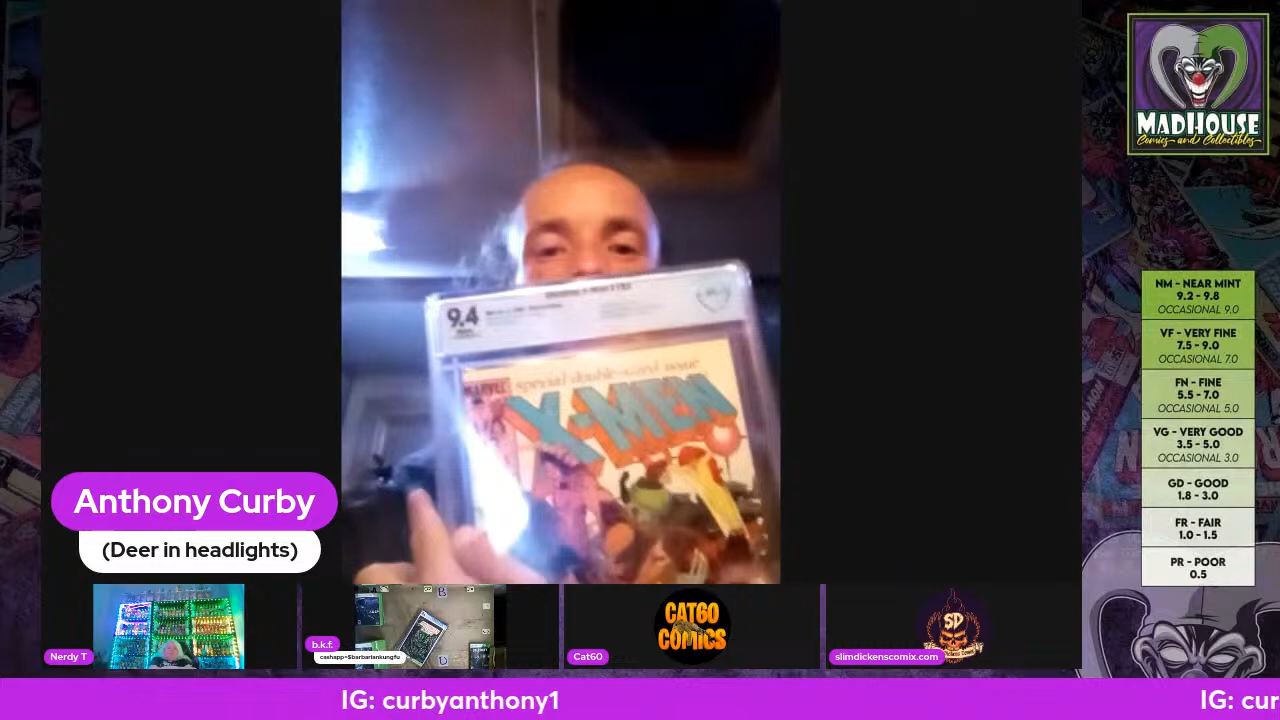 MADHOUSE
Comics and Collectibles
9.4
MARVEL
special double-sized issue
X-MEN
NM - NEAR MINT
9.2 - 9.8
OCCASIONAL 9.0
VF - VERY FINE
7.5 - 9.0
OCCASIONAL 7.0
FN - FINE
5.5 - 7.0
OCCASIONAL 5.0
VG - VERY GOOD
3.5 - 5.0
OCCASIONAL 3.0
GD - GOOD
1.8 - 3.0
FR - FAIR
1.0 - 1.5
PR - POOR
0.5
Anthony Curby
(Deer in headlights)
Nerdy T
b.k.f.
cashapp=$barbariankungfu
CAT60
COMICS
Cat60
SD
slimdickenscomix.com
IG: curbyanthony1
IG: cur